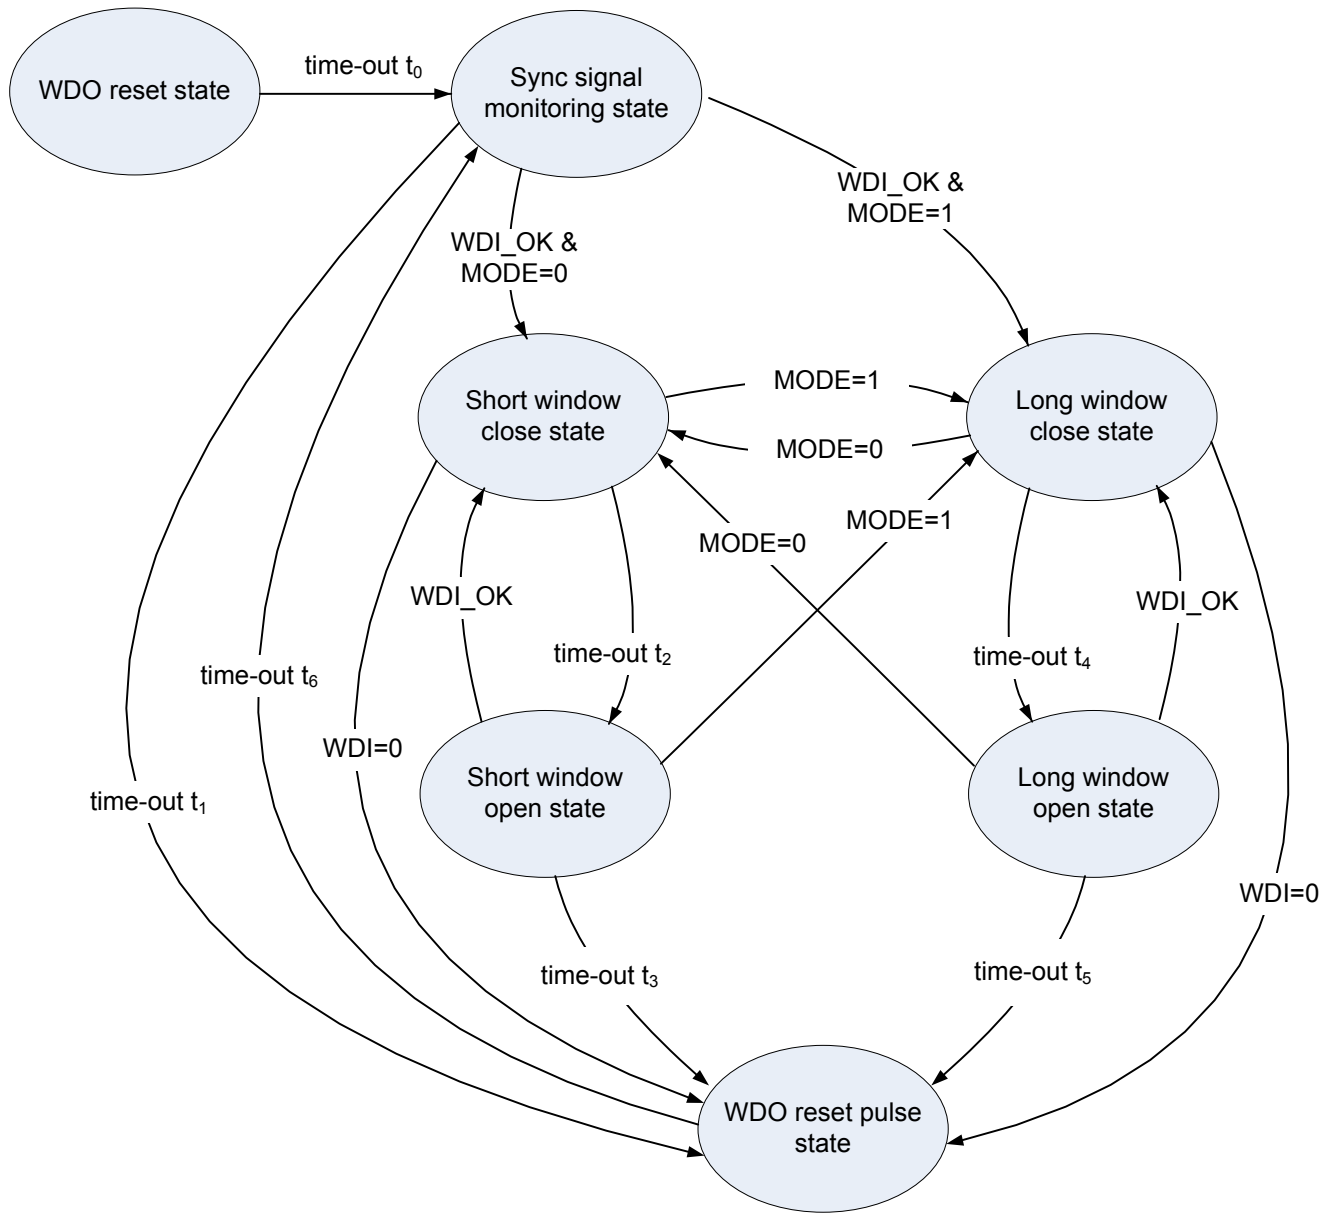 WDO reset state
time-out t₀
Sync signal
monitoring state
WDI_OK &
MODE=1
WDI_OK &
MODE=0
Short window
close state
MODE=1
MODE=0
Long window
close state
MODE=1
MODE=0
WDI_OK
WDI_OK
time-out t₂
time-out t₄
time-out t₆
WDI=0
Short window
open state
Long window
open state
time-out t₁
WDI=0
time-out t₃
time-out t₅
WDO reset pulse
state